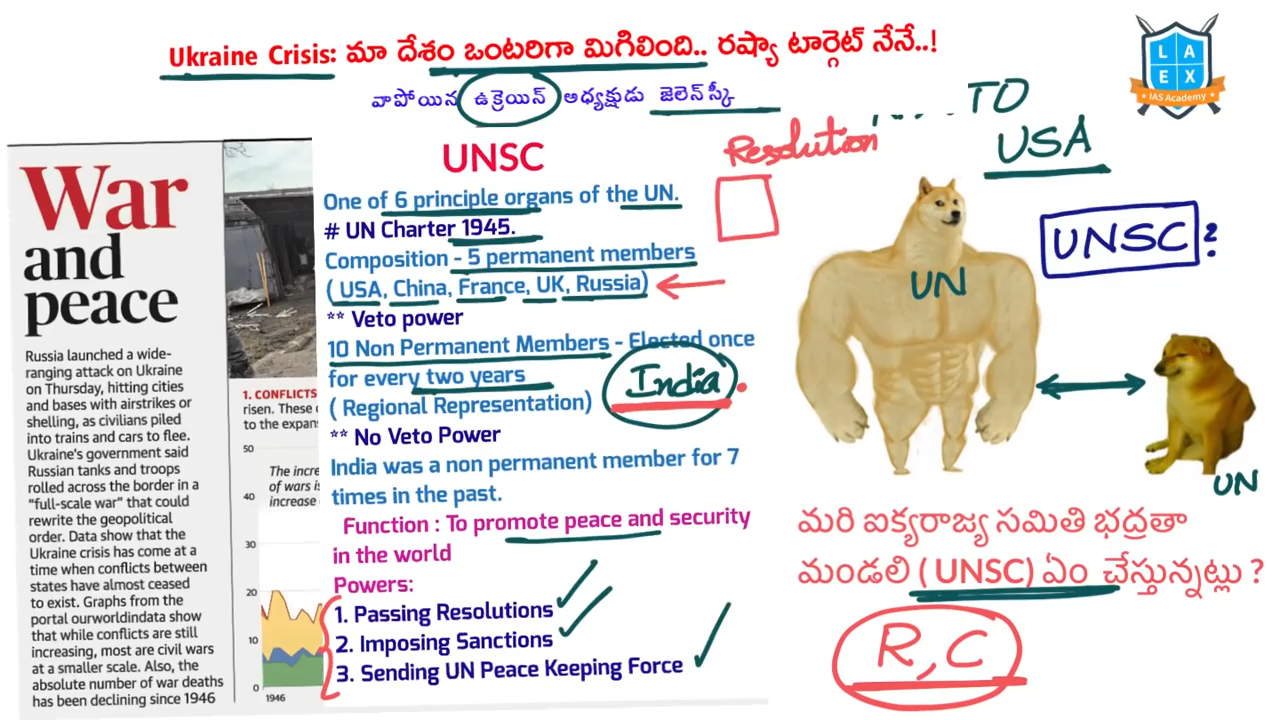 Ukraine Crisis: మా దేశం ఒంటరిగా మిగిలింది.. రష్యా టార్గెట్ నేనే..!
వాపోయిన ఉక్రెయిన్ అధ్యక్షుడు జెలెన్ స్కీ
L A
E X
IAS Academy
TO
USA
War
and
peace
Russia launched a wide-
ranging attack on Ukraine
on Thursday, hitting cities
and bases with airstrikes or
shelling, as civilians piled
into trains and cars to flee.
Ukraine's government said
Russian tanks and troops
rolled across the border in a
"full-scale war" that could
rewrite the geopolitical
order. Data show that the
Ukraine crisis has come at a
time when conflicts between
states have almost ceased
to exist. Graphs from the
portal ourworldindata show
that while conflicts are still
increasing, most are civil wars
at a smaller scale. Also, the
absolute number of war deaths
has been declining since 1946
1. CONFLICTS
risen. These
to the expan
50
The incre
of wars is
increase
40
30
20
10
0
1946
UNSC
One of 6 principle organs of the UN.
# UN Charter 1945.
Composition - 5 permanent members
( USA, China, France, UK, Russia)
** Veto power
10 Non Permanent Members - Elected once
for every two years
( Regional Representation)
India
** No Veto Power
India was a non permanent member for 7
times in the past.
Function : To promote peace and security
in the world
Powers:
1. Passing Resolutions
2. Imposing Sanctions
3. Sending UN Peace Keeping Force
Resolution
UNSC?
UN
UN
మరి ఐక్యరాజ్య సమితి భద్రతా
మండలి ( UNSC) ఏం చేస్తున్నట్లు ?
R, C